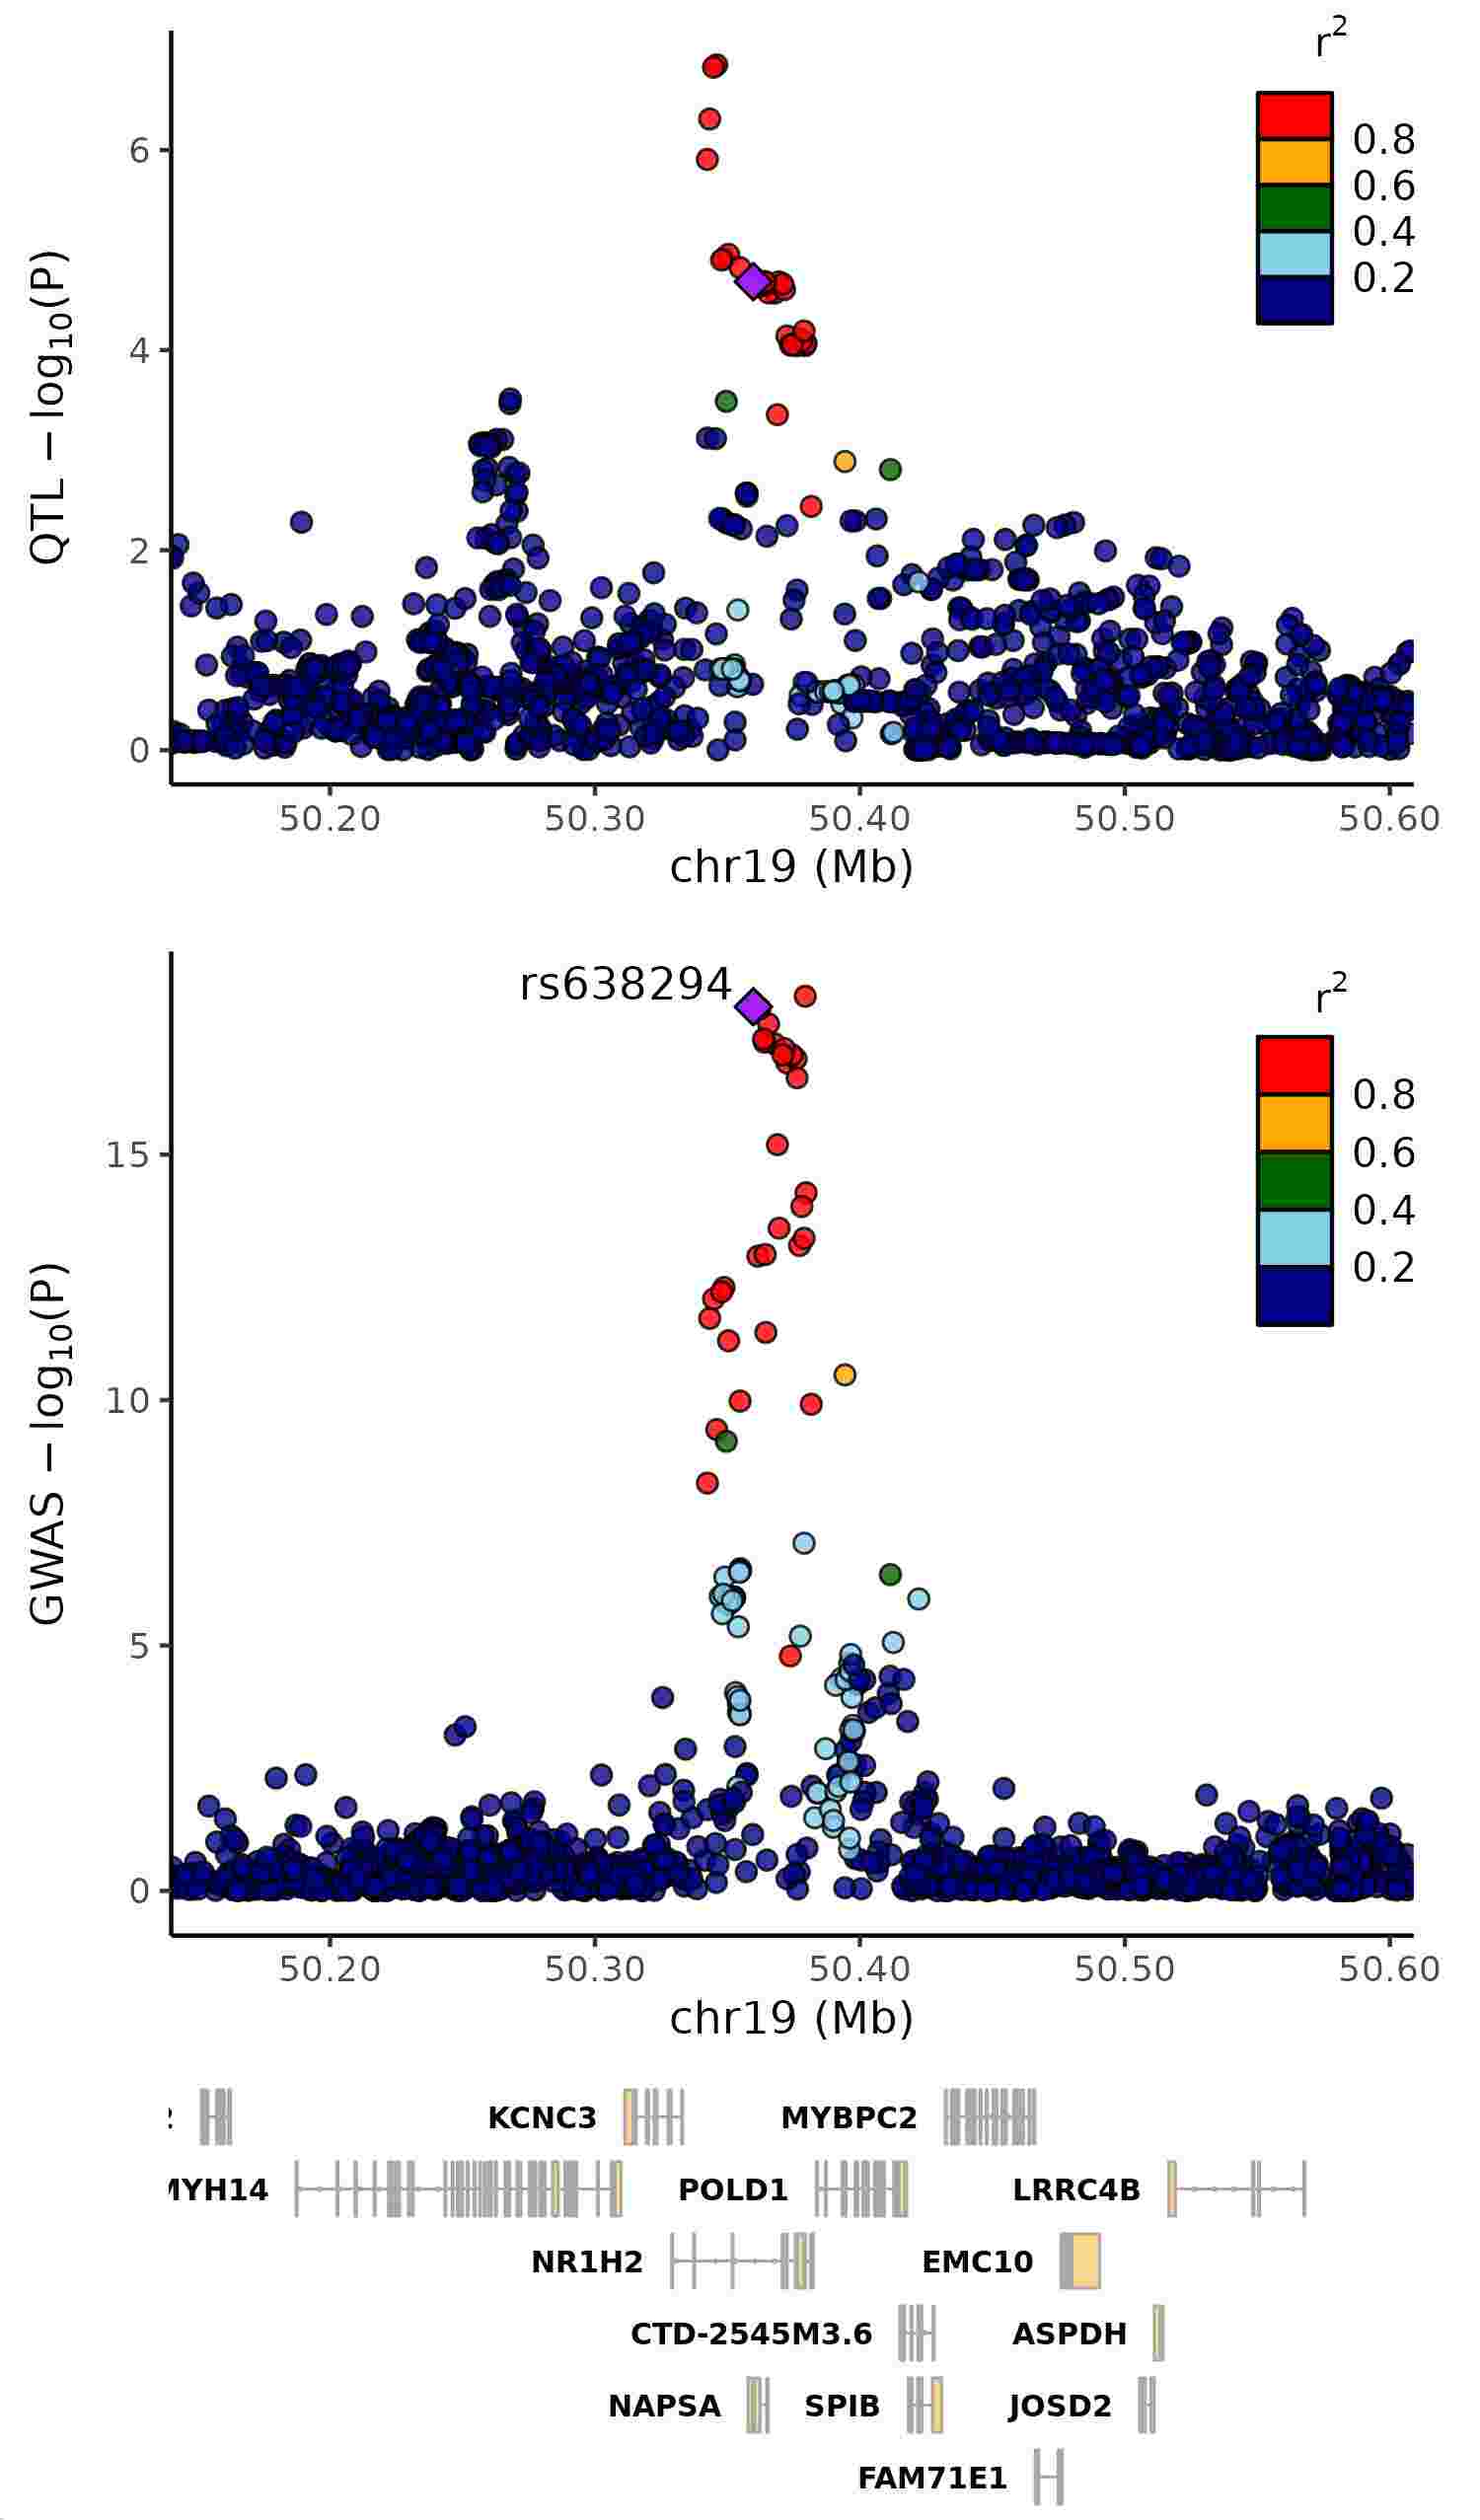 r2
0.8
0.6
0.4
0.2
6
4
2
0
QTL − log10(P)
50.20 50.30 50.40 50.50 50.60
chr19 (Mb)
rs638294
r2
0.8
0.6
0.4
0.2
15
10
5
0
GWAS − log10(P)
50.20 50.30 50.40 50.50 50.60
chr19 (Mb)
KCNC3 MYBPC2
MYH14 POLD1 LRRC4B
NR1H2 EMC10
CTD-2545M3.6 ASPDH
NAPSA SPIB JOSD2
FAM71E1